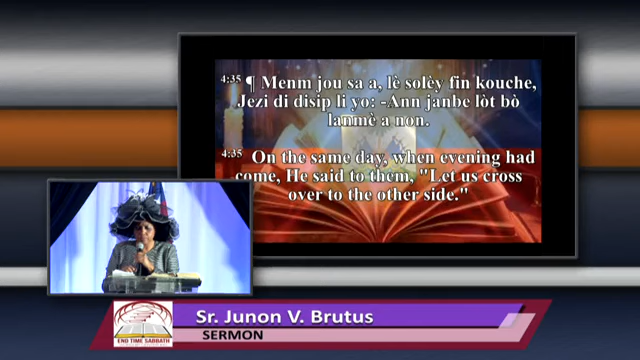 4:35 ¶ Menm jou sa a, lè solèy fin kouche,
Jezi di disip li yo: -Ann janbe lòt bò
lanmè a non.
4:35 On the same day, when evening had
come, He said to them, "Let us cross
over to the other side."
Sr. Junon V. Brutus
SERMON
END TIME SABBATH